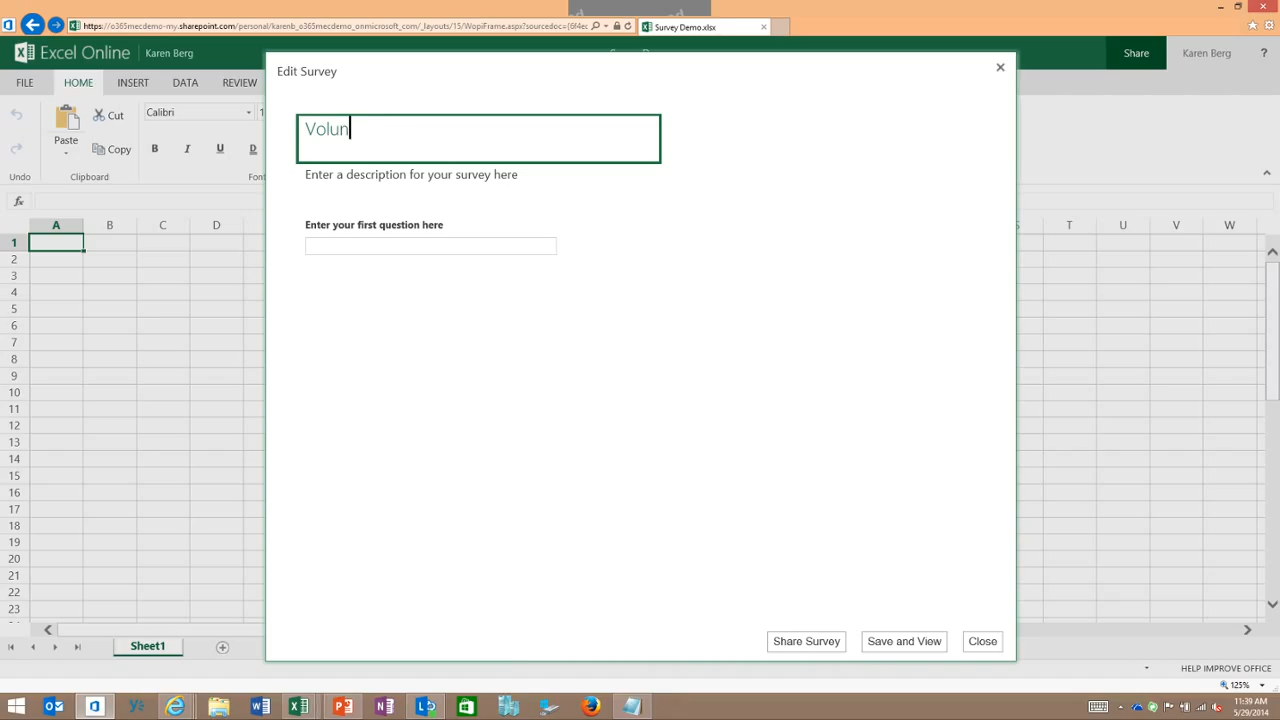 https://o365mecdemo-my.sharepoint.com/personal/karenb_o365mecdemo_onmicrosoft_com/_layouts/15/WopiFrame.aspx?sourcedoc={6f4ed
Survey Demo.xlsx
Excel Online Karen Berg Share Karen Berg
Edit Survey
FILE HOME INSERT DATA REVIEW
Volun
Enter a description for your survey here
Enter your first question here
Cut
Paste
Copy
Calibri 1
B I U D
Undo Clipboard Font
fx
A B C D S T U V W
1
2
3
4
5
6
7
8
9
10
11
12
13
14
15
16
17
18
19
20
21
22
23
Share Survey Save and View Close
Sheet1
HELP IMPROVE OFFICE
125%
11:39 AM
5/29/2014